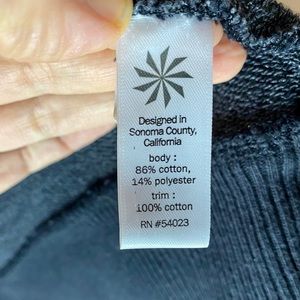 Designed in
Sonoma County,
California
body :
86% cotton,
14% polyester
trim :
100% cotton
RN #54023